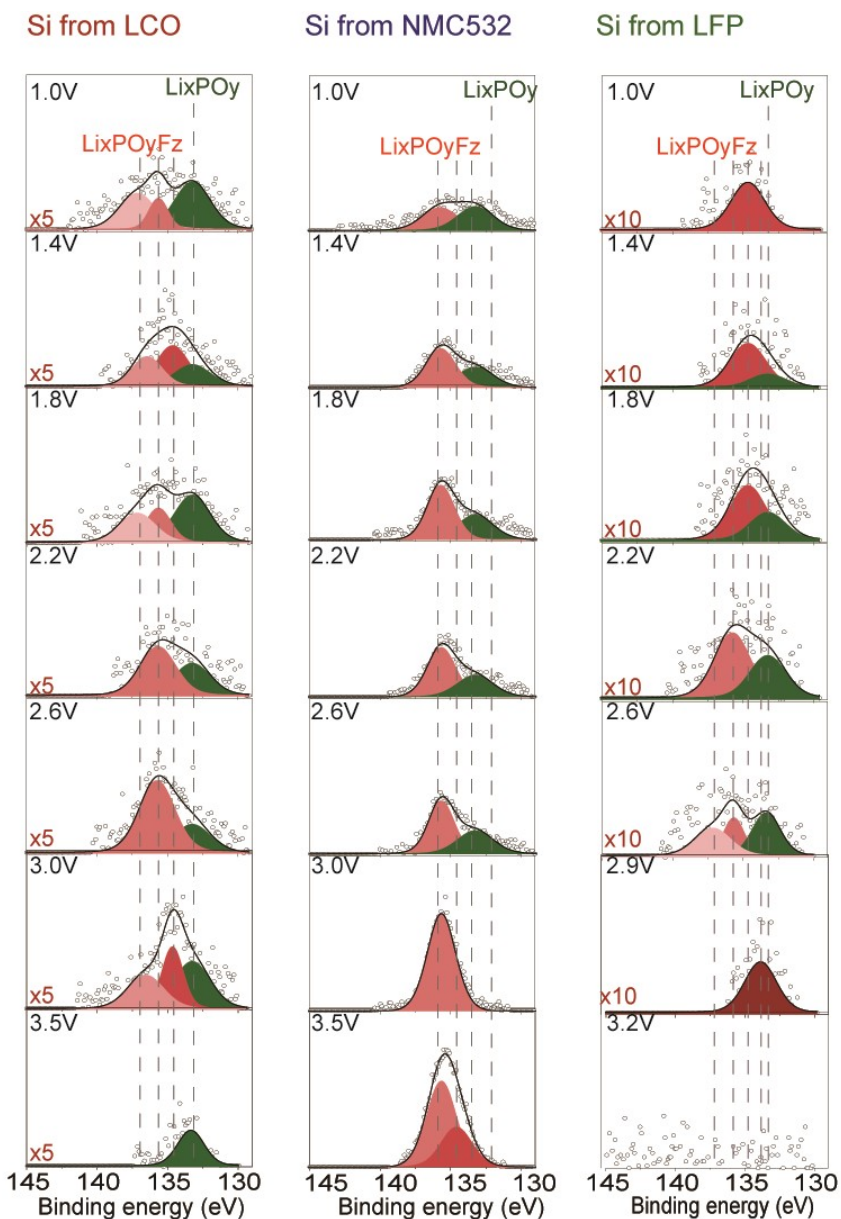 Si from LCO
Si from NMC532
Si from LFP
1.0V
LixPOy
LixPOyFz
x5
1.4V
x5
1.8V
x5
2.2V
x5
2.6V
x5
3.0V
x5
3.5V
x5
145 140 135 130
Binding energy (eV)
1.0V
LixPOy
LixPOyFz
1.4V
1.8V
2.2V
2.6V
3.0V
3.5V
145 140 135 130
Binding energy (eV)
1.0V
LixPOy
LixPOyFz
x10
1.4V
x10
1.8V
x10
2.2V
x10
2.6V
x10
2.9V
x10
3.2V
145 140 135 130
Binding energy (eV)